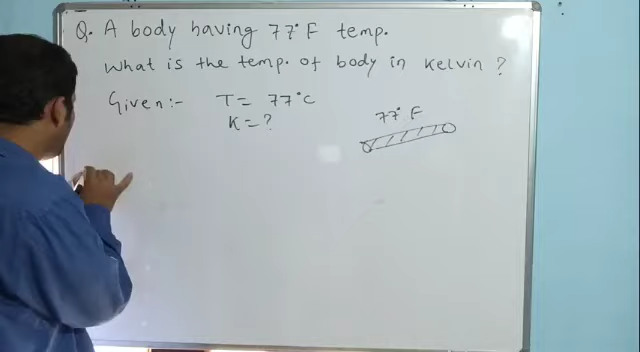 Q. A body having 77° F temp.
What is the temp. of body in Kelvin ?
Given:- T= 77°C
K=?
77° F